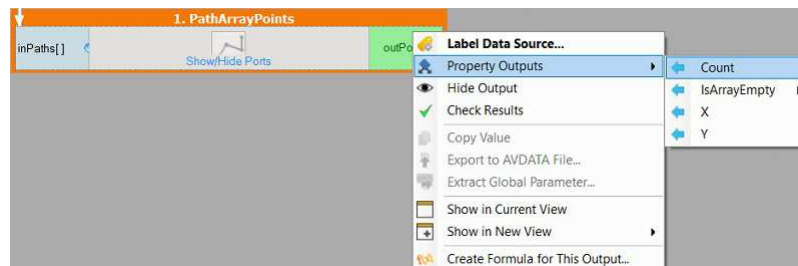 1. PathArrayPoints
inPaths[ ]
Show/Hide Ports
outPo
Label Data Source...
Property Outputs
Hide Output
Check Results
Copy Value
Export to AVDATA File...
Extract Global Parameter...
Show in Current View
Show in New View
Create Formula for This Output...
Count
IsArrayEmpty
X
Y